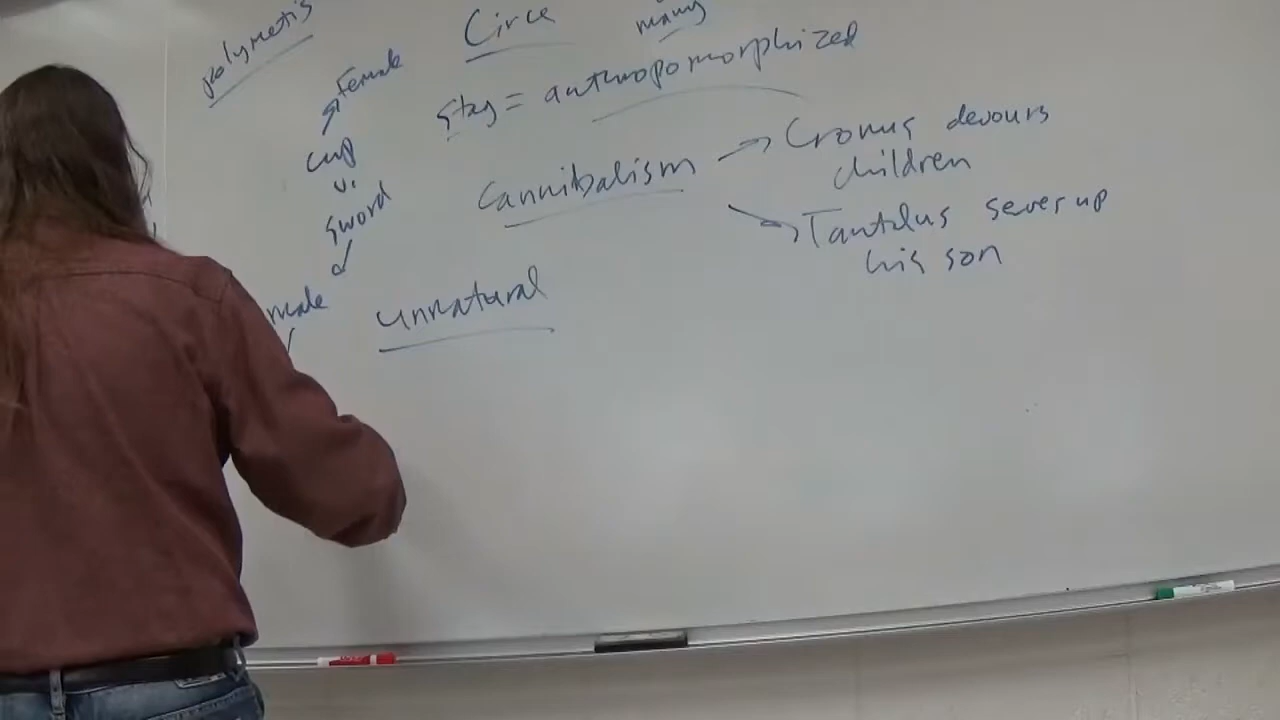 polymetis
Circe
many
Female
stag = anthropomorphized
cup
v.
sword
male
Cannibalism
Cronus devours
children
Tantalus serves up
his son
unnatural